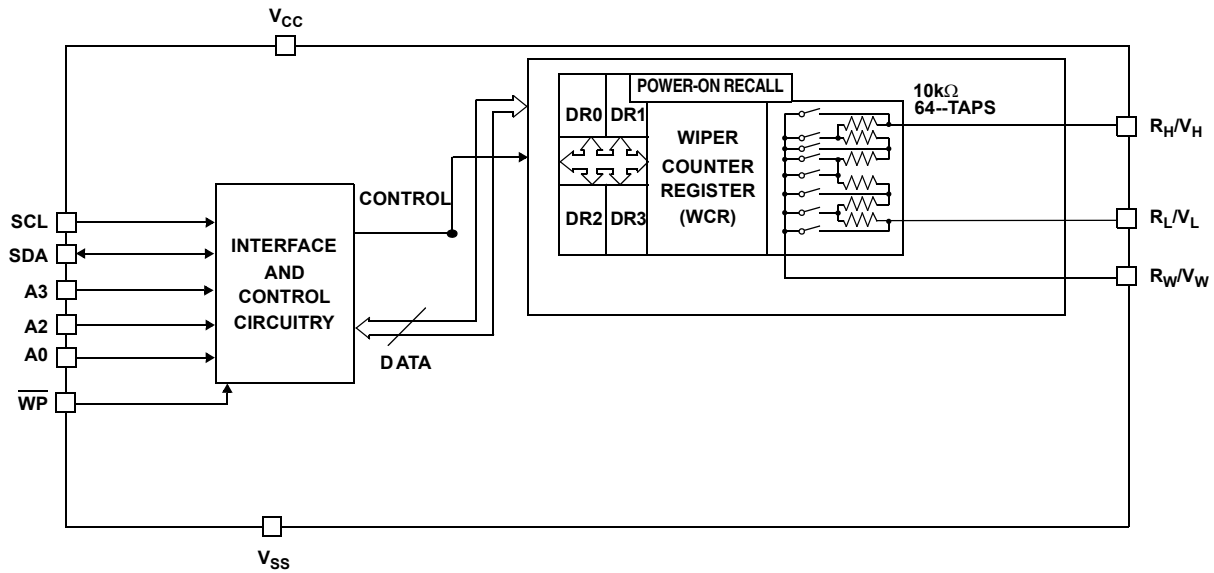 VCC
POWER-ON RECALL
DR0 DR1
DR2 DR3
WIPER
COUNTER
REGISTER
(WCR)
10kΩ
64--TAPS
RH/VH
RL/VL
RW/VW
CONTROL
INTERFACE
AND
CONTROL
CIRCUITRY
DATA
SCL
SDA
A3
A2
A0
WP
VSS